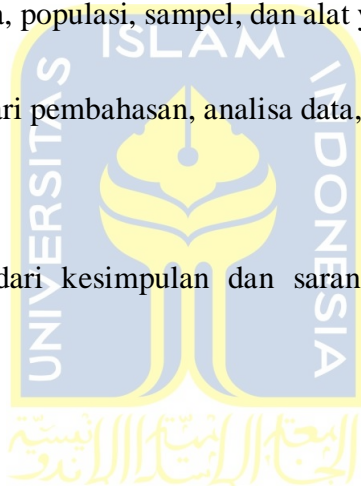 , populasi, sampel, dan alat y
ISLAM
ari pembahasan, analisa data,
UNIVERSITAS
INDONESIA
dari kesimpulan dan saran